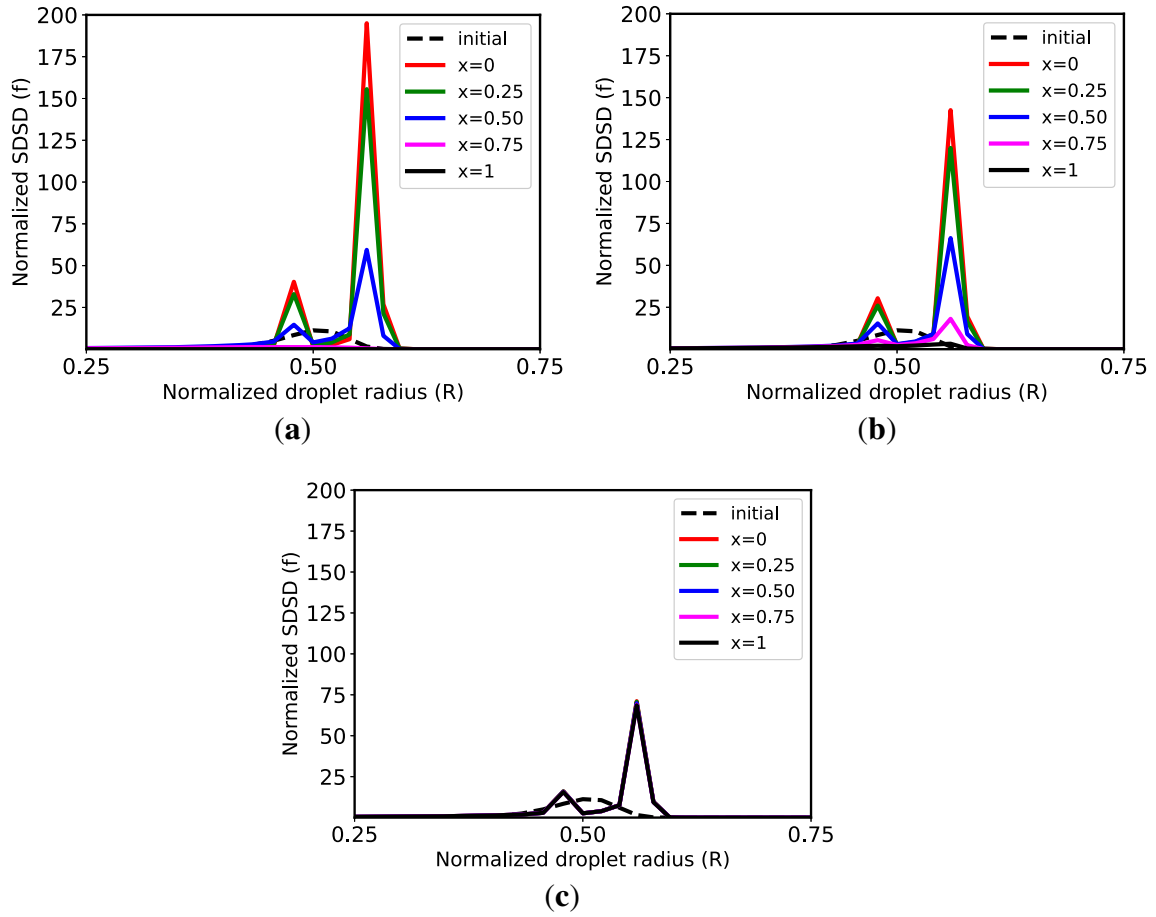 200
175
150
125
100
75
50
25
Normalized SDSD (f)
0.25
0.50
0.75
Normalized droplet radius (R)
initial
x=0
x=0.25
x=0.50
x=0.75
x=1
(a)
200
175
150
125
100
75
50
25
Normalized SDSD (f)
0.25
0.50
0.75
Normalized droplet radius (R)
initial
x=0
x=0.25
x=0.50
x=0.75
x=1
(b)
200
175
150
125
100
75
50
25
Normalized SDSD (f)
0.25
0.50
0.75
Normalized droplet radius (R)
initial
x=0
x=0.25
x=0.50
x=0.75
x=1
(c)